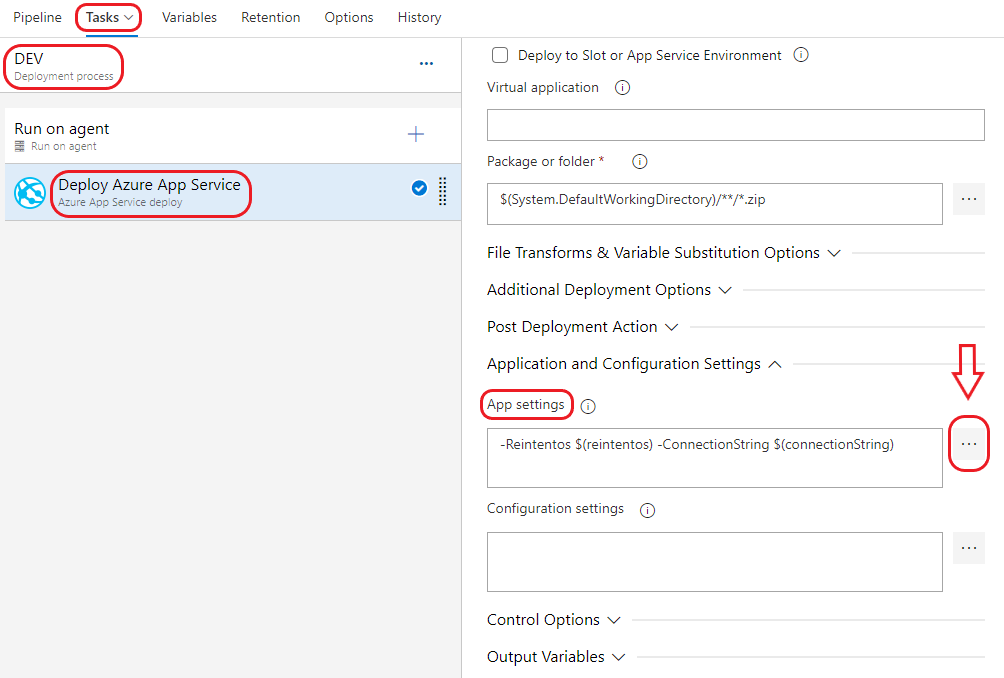 Pipeline Tasks Variables Retention Options History
DEV
Deployment process
...
Run on agent
Run on agent
Deploy Azure App Service
Azure App Service deploy
Deploy to Slot or App Service Environment
Virtual application
Package or folder *
$(System.DefaultWorkingDirectory)/**/*.zip
...
File Transforms & Variable Substitution Options
Additional Deployment Options
Post Deployment Action
Application and Configuration Settings
App settings
-Reintentos $(reintentos) -ConnectionString $(connectionString)
...
Configuration settings
...
Control Options
Output Variables